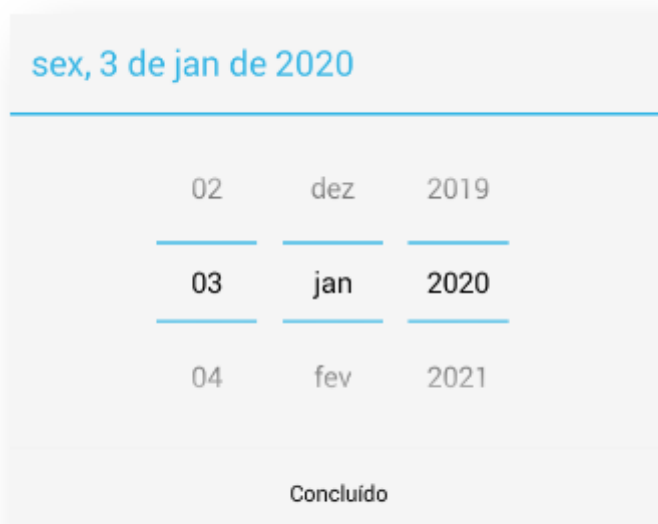 sex, 3 de jan de 2020
02 dez 2019
03 jan 2020
04 fev 2021
Concluído